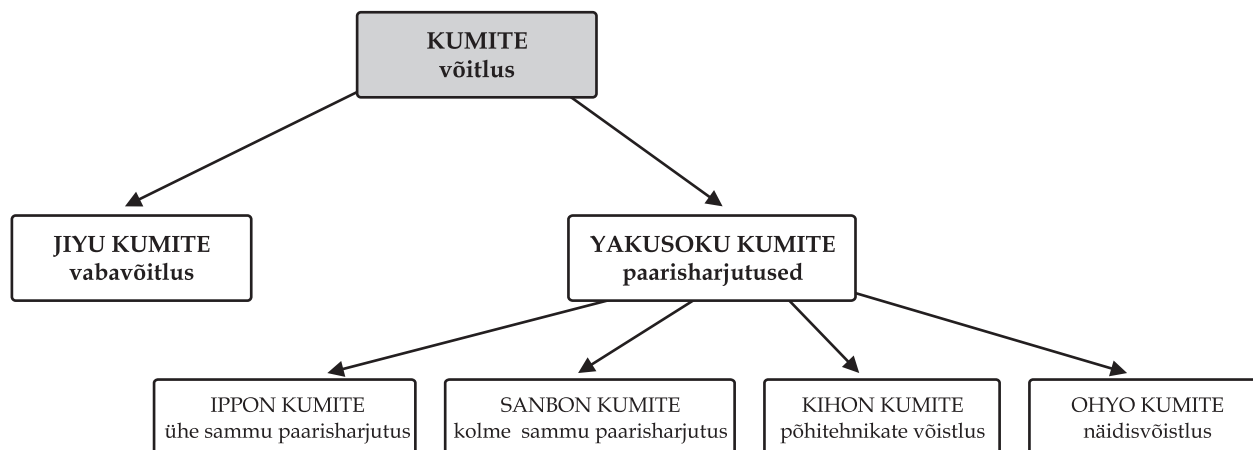 KUMITE
võitlus
JIYU KUMITE
vabavõitlus
YAKUSOKU KUMITE
paarisharjutused
IPPON KUMITE
ühe sammu paarisharjutus
SANBON KUMITE
kolme sammu paarisharjutus
KIHON KUMITE
põhitehnikate võistlus
OHYO KUMITE
näidisvõistlus